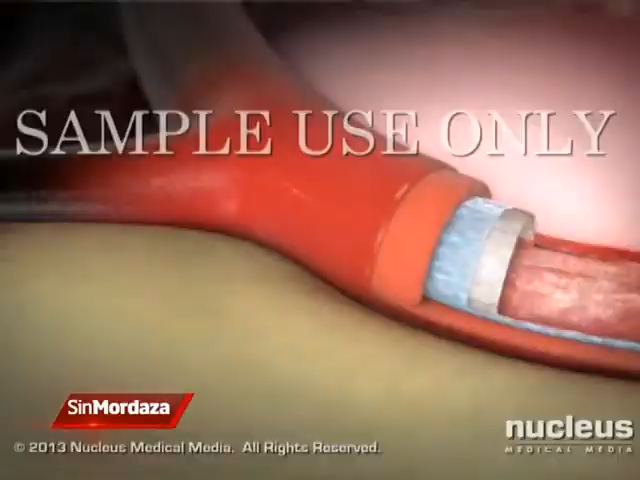 SAMPLE USE ONLY
SinMordaza
nucleus
MEDICAL MEDIA
© 2013 Nucleus Medical Media. All Rights Reserved.